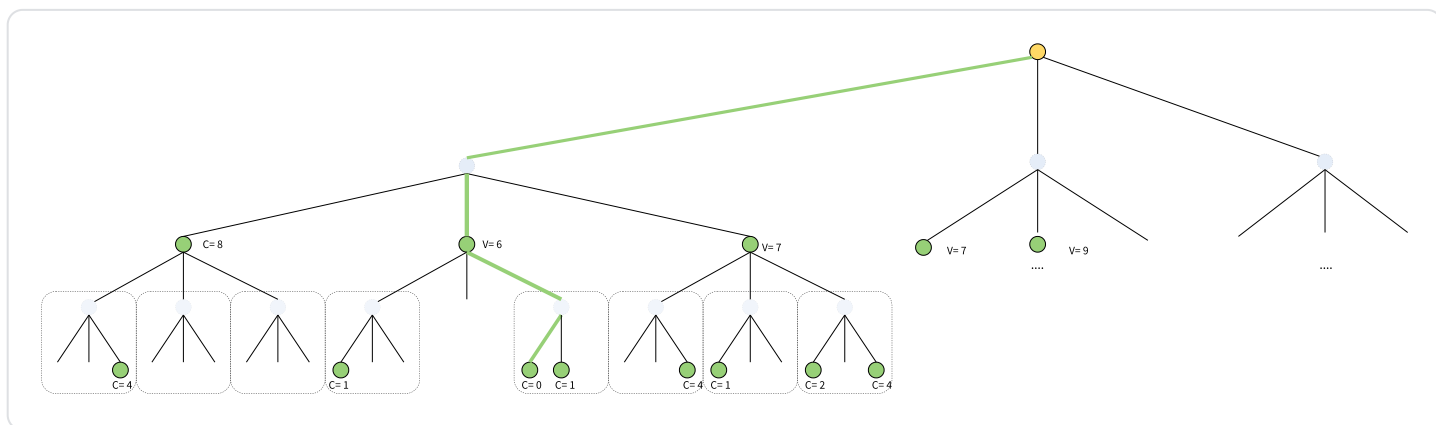 C= 8
V= 6
V= 7
V= 7
V= 9
....
....
C= 4
C= 1
C= 0
C= 1
C= 4
C= 1
C= 2
C= 4